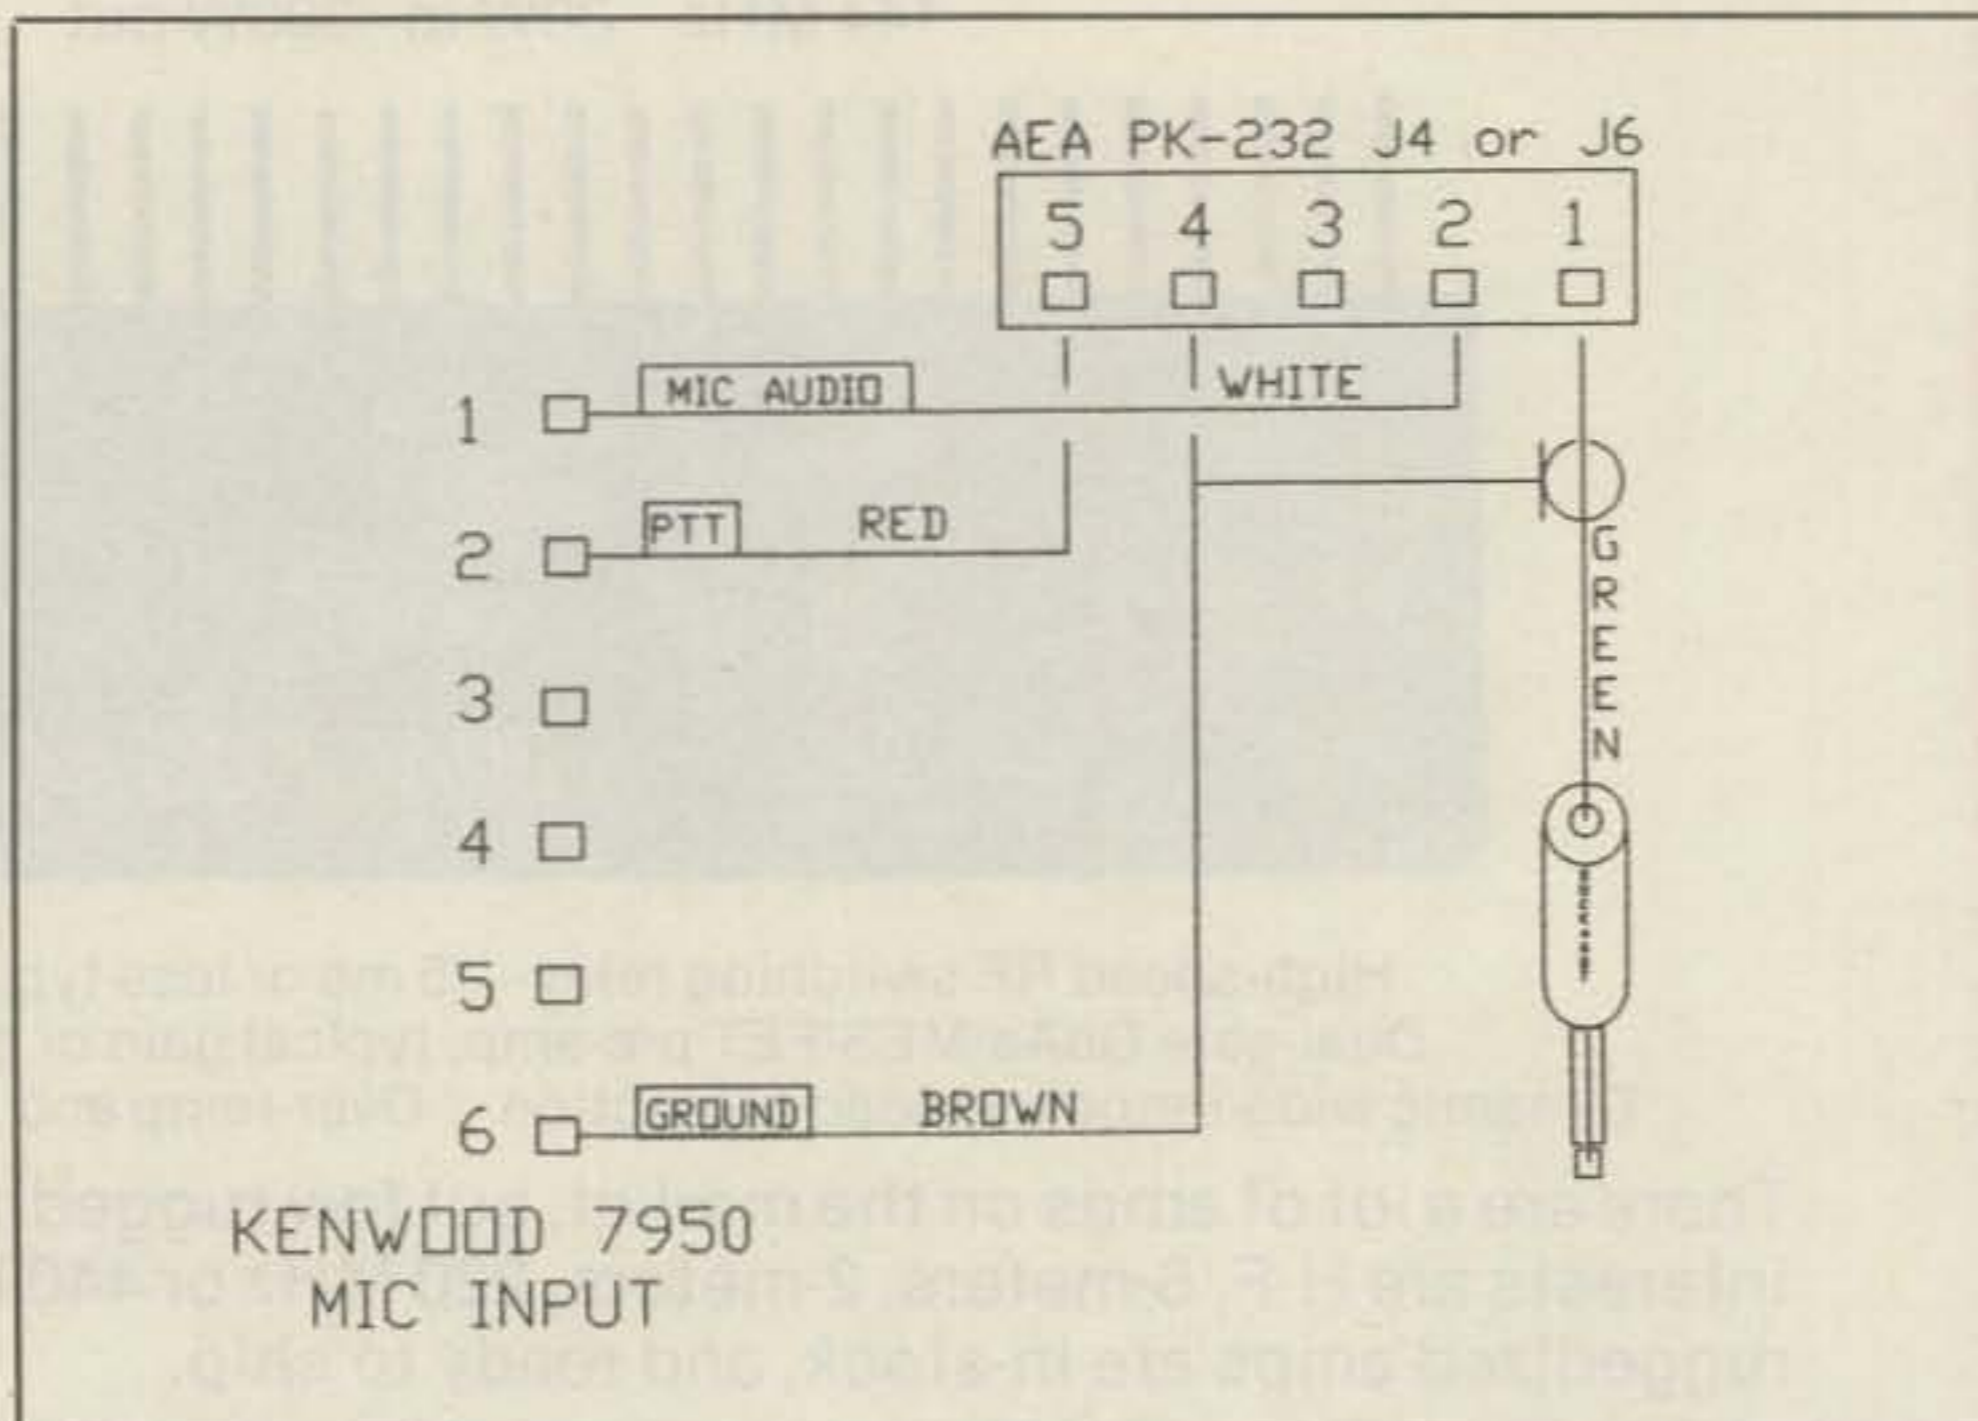 AEA PK-232 J4 or J6
5 4 3 2 1
1 MIC AUDIO WHITE
2 PTT RED
GREEN
3
4
5
6 GROUND BROWN
KENWOOD 7950
MIC INPUT